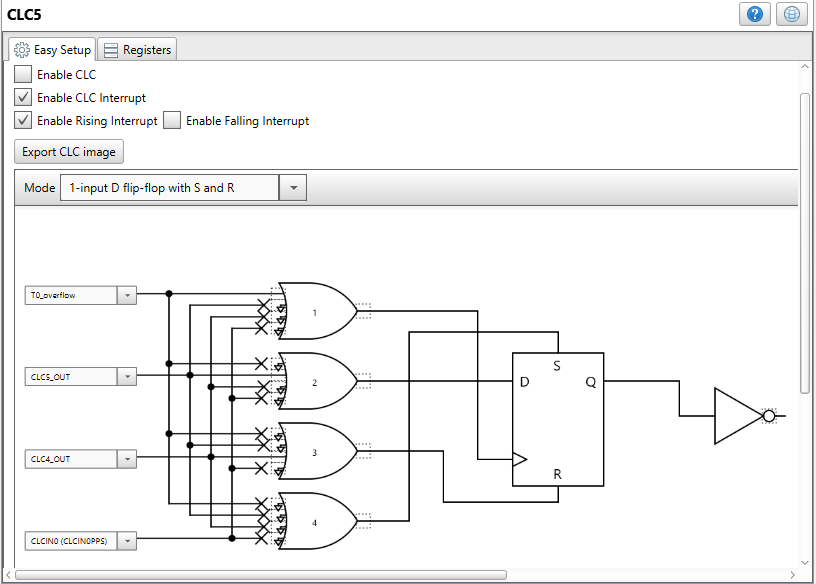 CLC5
Easy Setup
Registers
Enable CLC
Enable CLC Interrupt
Enable Rising Interrupt
Enable Falling Interrupt
Export CLC image
Mode
1-input D flip-flop with S and R
T0_overflow
1
S
CLC5_OUT
2
D
Q
CLC4_OUT
3
R
4
CLCIN0 (CLCIN0PPS)